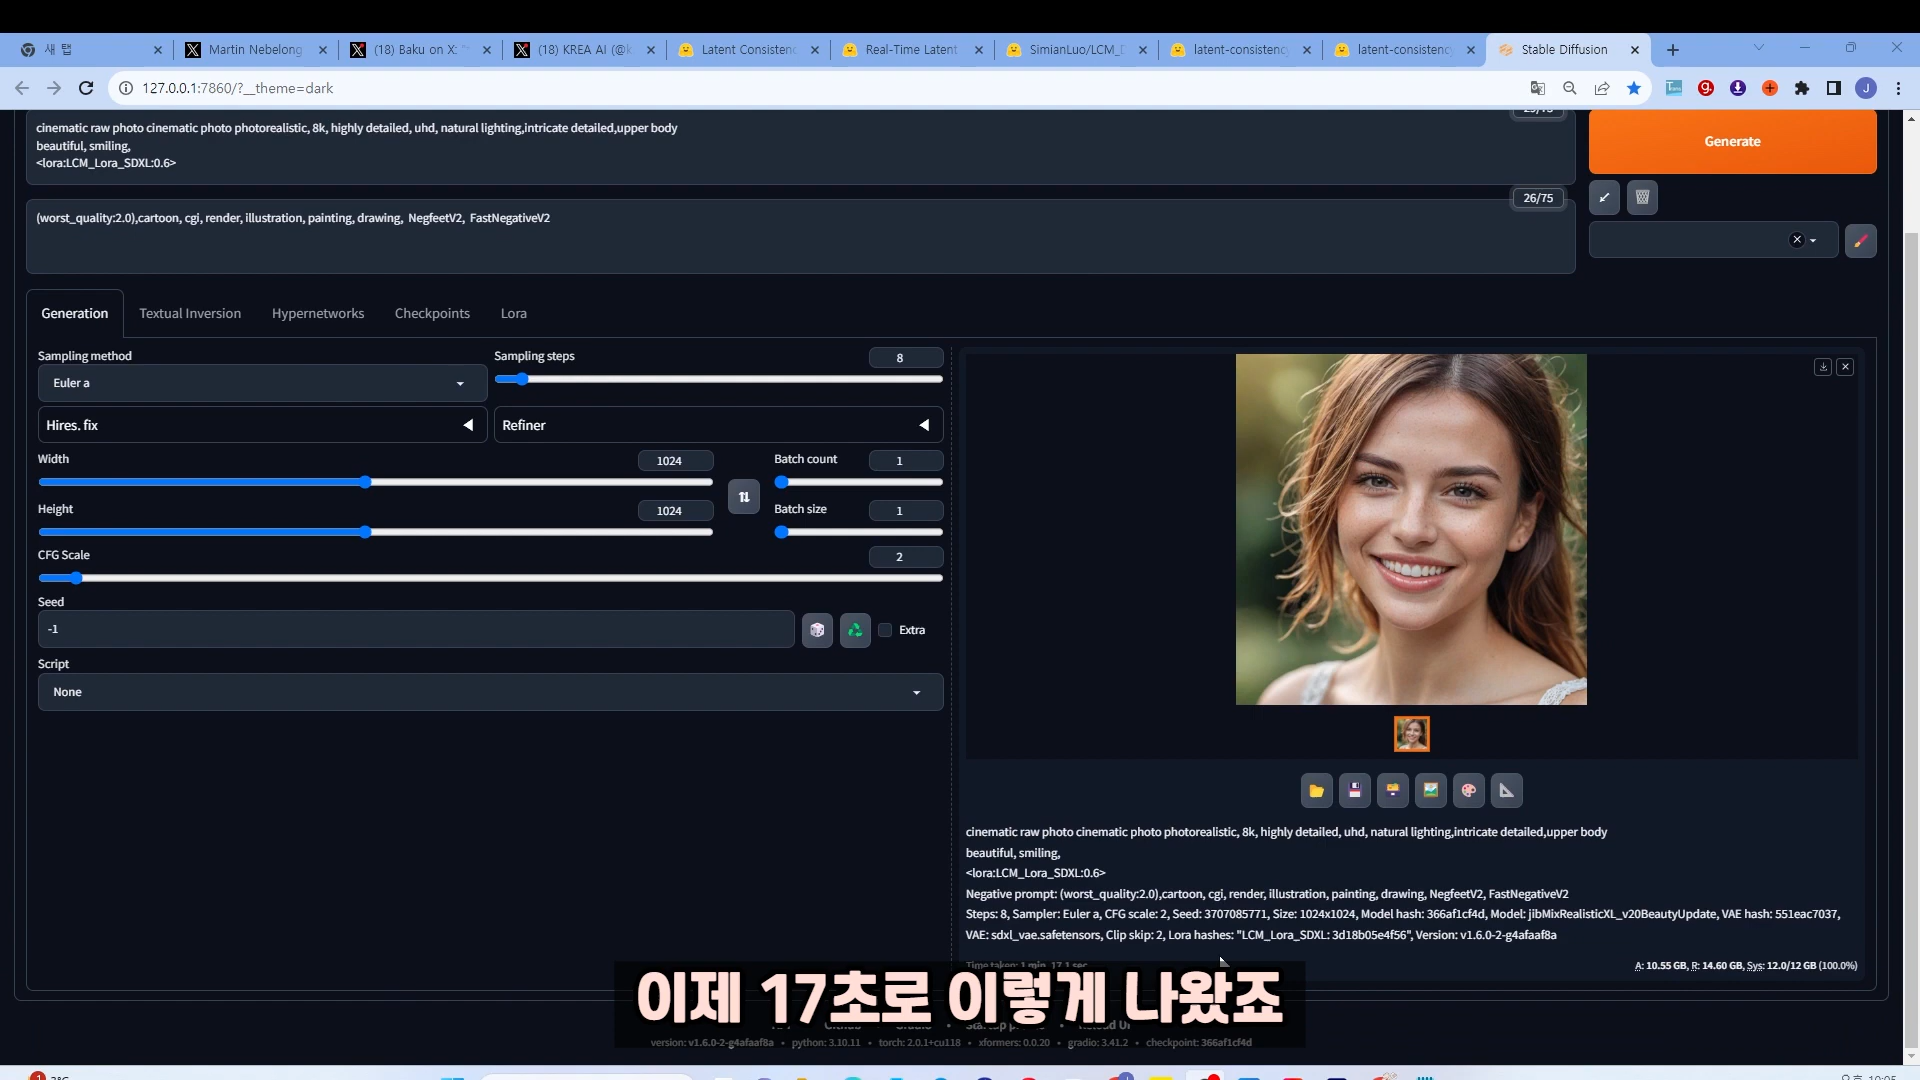 새 탭
Martin Nebelong
(18) Baku on X: "
(18) KREA AI (@k
Latent Consistenc
Real-Time Latent
SimianLuo/LCM_D
latent-consistency
latent-consistency
Stable Diffusion
127.0.0.1:7860/?__theme=dark
cinematic raw photo cinematic photo photorealistic, 8k, highly detailed, uhd, natural lighting,intricate detailed,upper body
beautiful, smiling,
<lora:LCM_Lora_SDXL:0.6>
Generate
26/75
(worst_quality:2.0),cartoon, cgi, render, illustration, painting, drawing, NegfeetV2, FastNegativeV2
Generation
Textual Inversion
Hypernetworks
Checkpoints
Lora
Sampling method
Euler a
Sampling steps
8
Hires. fix
Refiner
Width
1024
Batch count
1
Height
1024
Batch size
1
CFG Scale
2
Seed
-1
Extra
Script
None
cinematic raw photo cinematic photo photorealistic, 8k, highly detailed, uhd, natural lighting,intricate detailed,upper body
beautiful, smiling,
<lora:LCM_Lora_SDXL:0.6>
Negative prompt: (worst_quality:2.0),cartoon, cgi, render, illustration, painting, drawing, NegfeetV2, FastNegativeV2
Steps: 8, Sampler: Euler a, CFG scale: 2, Seed: 3707085771, Size: 1024x1024, Model hash: 366af1cf4d, Model: jibMixRealisticXL_v20BeautyUpdate, VAE hash: 551eac7037,
VAE: sdxl_vae.safetensors, Clip skip: 2, Lora hashes: "LCM_Lora_SDXL: 3d18b05e4f56", Version: v1.6.0-2-g4afaaf8a
Time taken: 1 min. 17.1 sec.
A: 10.55 GB, R: 14.60 GB, Sys: 12.0/12 GB (100.0%)
이제 17초로 이렇게 나왔죠
version: v1.6.0-2-g4afaaf8a • python: 3.10.11 • torch: 2.0.1+cu118 • xformers: 0.0.20 • gradio: 3.41.2 • checkpoint: 366af1cf4d